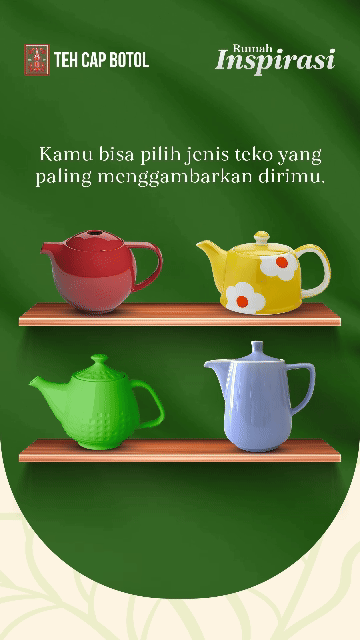 TEH CAP BOTOL
Rumah
Inspirasi
Kamu bisa pilih jenis teko yang
paling menggambarkan dirimu.